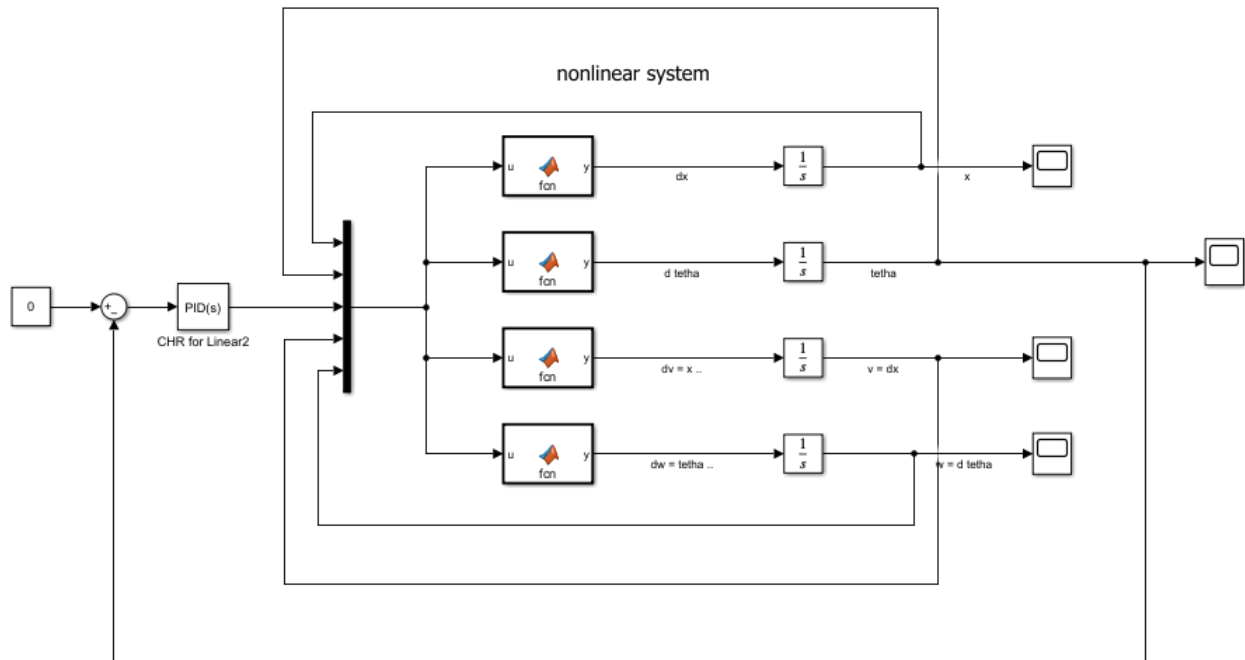 nonlinear system
u
y
fcn
dx
1
s
x
u
y
fcn
d tetha
1
s
tetha
0
+
−
PID(s)
CHR for Linear2
u
y
fcn
dv = x ..
1
s
v = dx
u
y
fcn
dw = tetha ..
1
s
w = d tetha